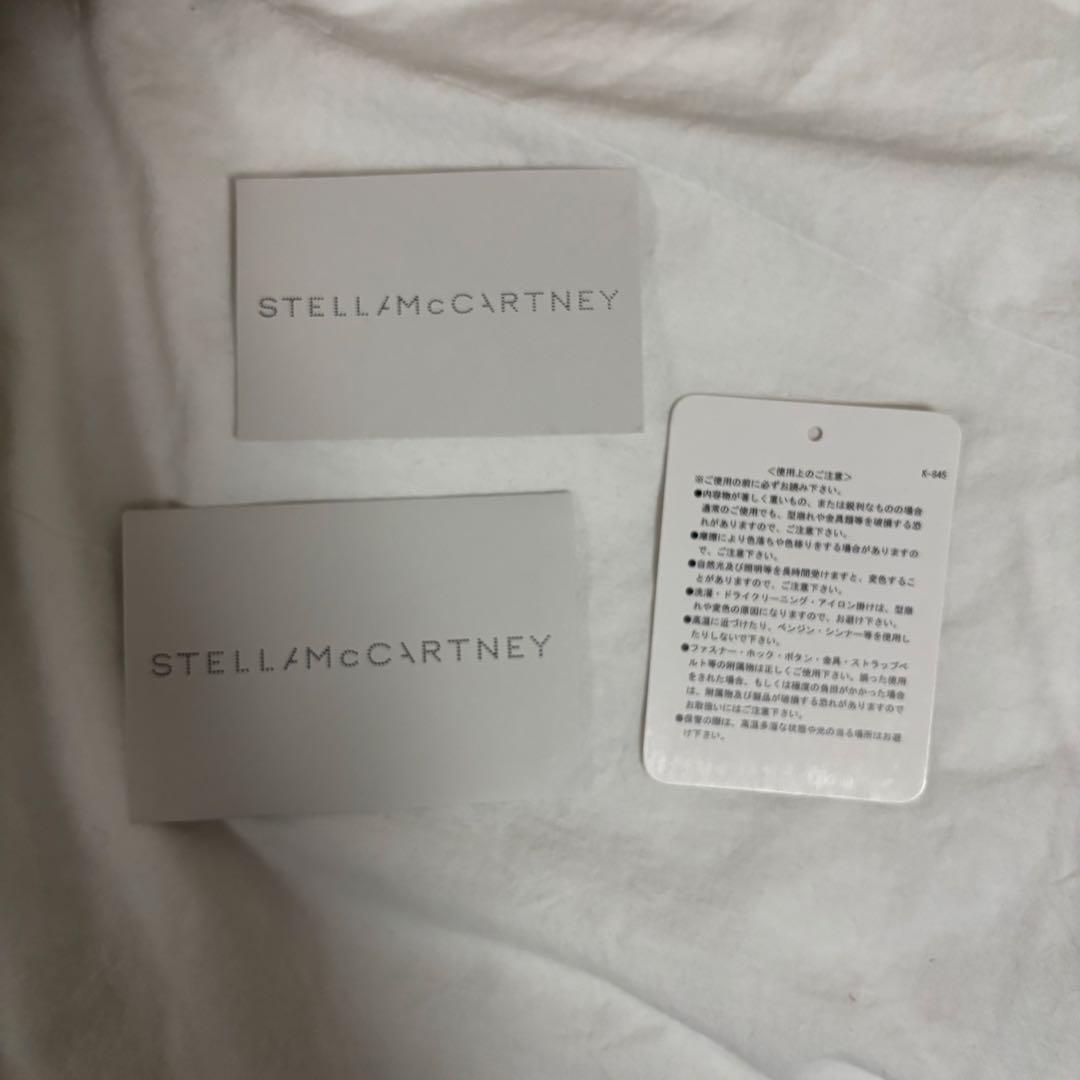 STELLAMcCARTNEY
STELLAMcCARTNEY
＜使用上のご注意＞
K-845
※ご使用の前に必ずお読み下さい。
●内容物が著しく重いもの、または鋭利なものの場合
通常のご使用でも、型崩れや金具類等を破損する恐
れがありますので、ご注意下さい。
●摩擦により色落ちや色移りをする場合がありますの
で、ご注意下さい。
●自然光及び照明等を長時間受けますと、変色するこ
とがありますので、ご注意下さい。
●洗濯・ドライクリーニング・アイロン掛けは、型崩
れや変色の原因になりますので、お避け下さい。
●高温に近づけたり、ベンジン・シンナー等を使用し
たりしないで下さい。
●ファスナー・ホック・ボタン・金具・ストラップベ
ルト等の附属物は正しくご使用下さい。誤った使用
をされた場合、もしくは極度の負担がかかった場合
は、附属物及び製品が破損する恐れがありますので
お取扱いにはご注意下さい。
●保管の際は、高温多湿な状態や光の当る場所はお避
け下さい。